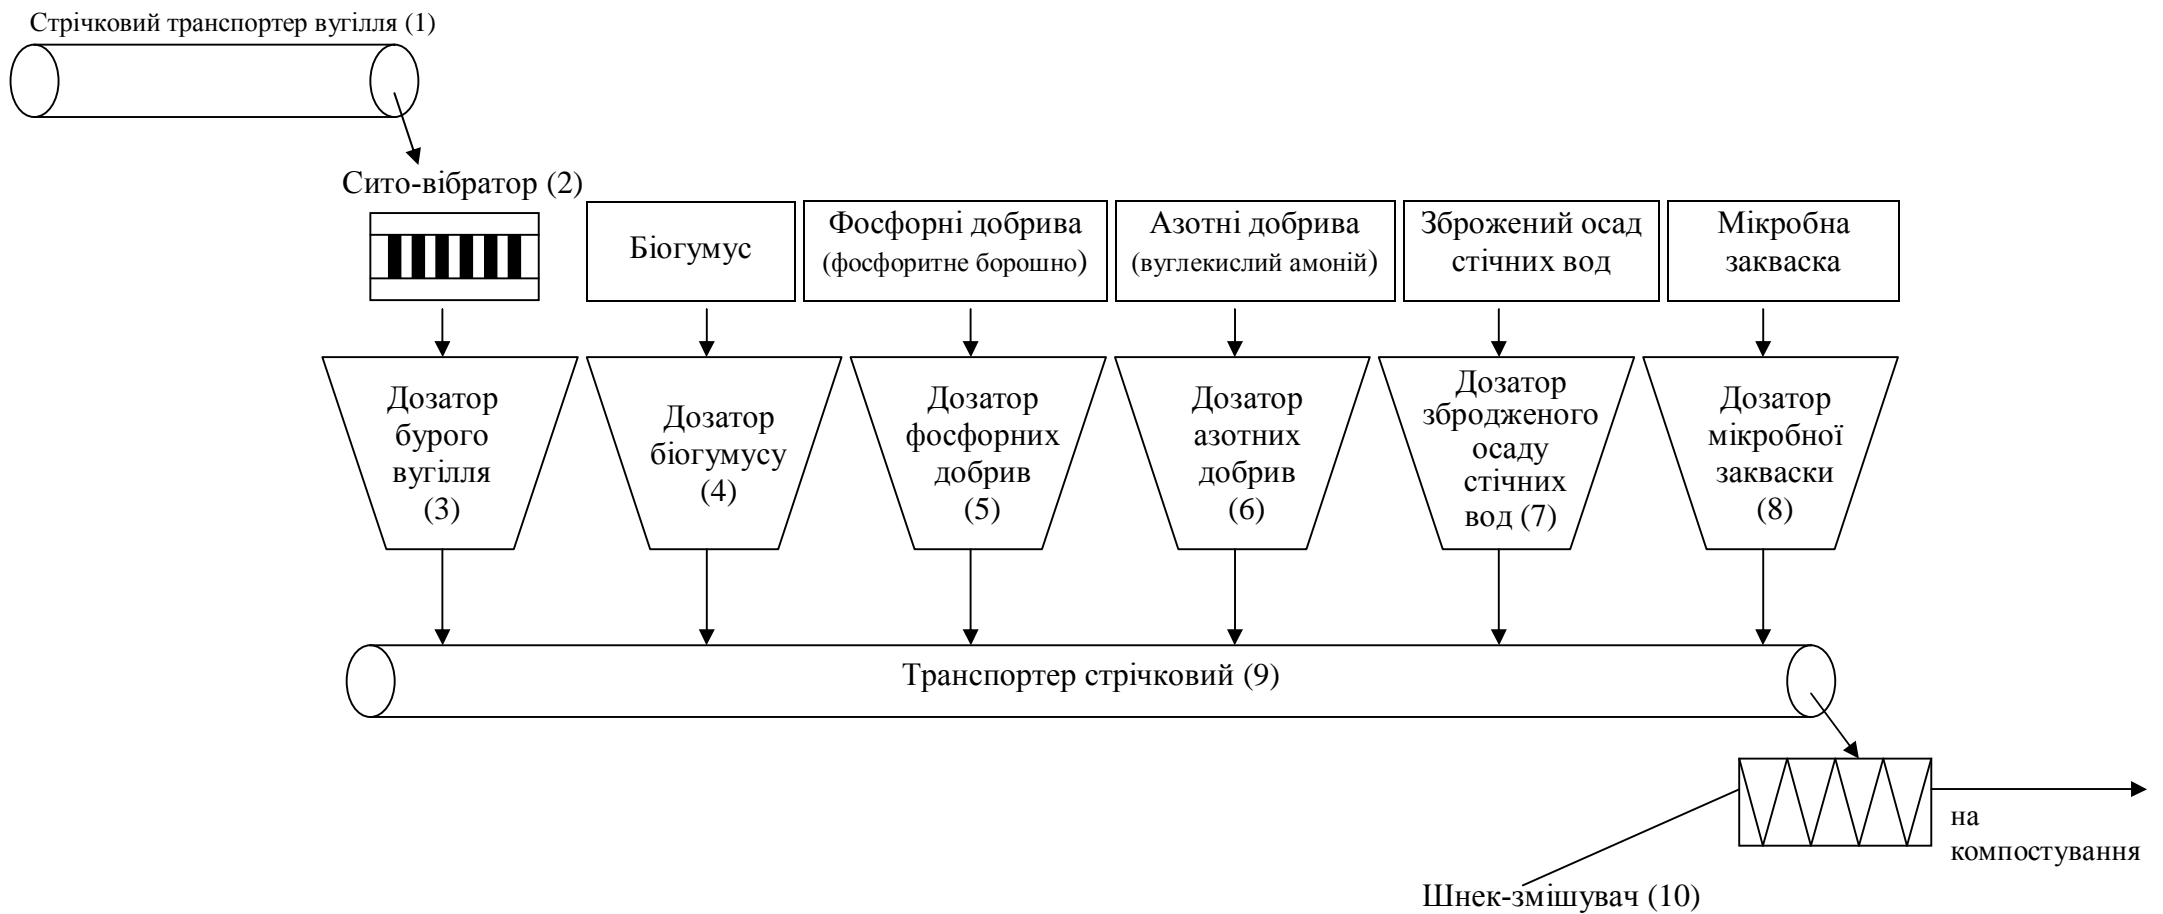 Стрічковий транспортер вугілля (1)
Сито-вібратор (2)
Біогумус
Фосфорні добрива
(фосфоритне борошно)
Азотні добрива
(вуглекислий амоній)
Зброжений осад
стічних вод
Мікробна
закваска
Дозатор
бурого
вугілля
(3)
Дозатор
біогумусу
(4)
Дозатор
фосфорних
добрив
(5)
Дозатор
азотних
добрив
(6)
Дозатор
збродженого
осаду
стічних
вод (7)
Дозатор
мікробної
закваски
(8)
Транспортер стрічковий (9)
на
компостування
Шнек-змішувач (10)